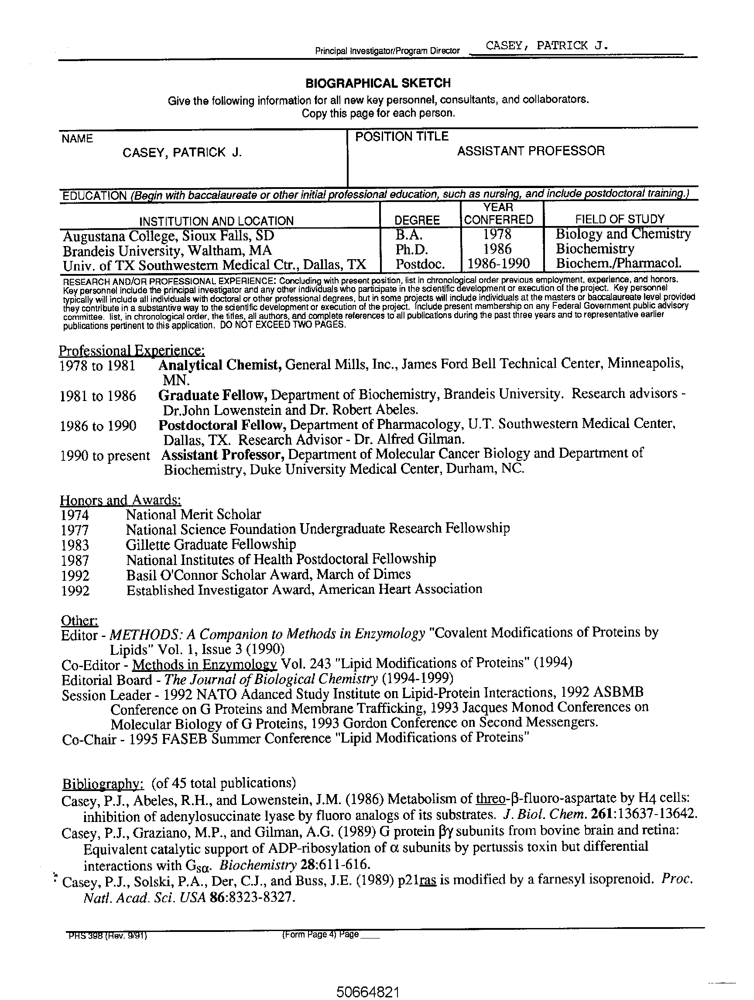 Principal Investigator/Program Director CASEY, PATRICK J.
BIOGRAPHICAL SKETCH
Give the following information for all new key personnel, consultants, and collaborators.
Copy this page for each person.
NAME
POSITION TITLE
CASEY, PATRICK J.
ASSISTANT PROFESSOR
EDUCATION (Begin with baccalaureate or other initial professional education, such as nursing, and include postdoctoral training.)
INSTITUTION AND LOCATION DEGREE YEAR CONFERRED FIELD OF STUDY
Augustana College, Sioux Falls, SD B.A. 1978 Biology and Chemistry
Brandeis University, Waltham, MA Ph.D. 1986 Biochemistry
Univ. of TX Southwestern Medical Ctr., Dallas, TX Postdoc. 1986-1990 Biochem./Pharmacol.
RESEARCH AND/OR PROFESSIONAL EXPERIENCE: Concluding with present position, list in chronological order previous employment, experience, and honors.
Key personnel include the principal investigator and any other individuals who participate in the scientific development or execution of the project. Key personnel
typically will include all individuals with doctoral or other professional degrees, but in some projects will include individuals at the masters or baccalaureate level provided
they contribute in a substantive way to the scientific development or execution of the project. Include present membership on any Federal Government public advisory
committee. list, in chronological order, the titles, all authors, and complete references to all publications during the past three years and to representative earlier
publications pertinent to this application. DO NOT EXCEED TWO PAGES.
Professional Experience:
1978 to 1981 Analytical Chemist, General Mills, Inc., James Ford Bell Technical Center, Minneapolis,
MN.
1981 to 1986 Graduate Fellow, Department of Biochemistry, Brandeis University. Research advisors -
Dr.John Lowenstein and Dr. Robert Abeles.
1986 to 1990 Postdoctoral Fellow, Department of Pharmacology, U.T. Southwestern Medical Center,
Dallas, TX. Research Advisor - Dr. Alfred Gilman.
1990 to present Assistant Professor, Department of Molecular Cancer Biology and Department of
Biochemistry, Duke University Medical Center, Durham, NC.
Honors and Awards:
1974 National Merit Scholar
1977 National Science Foundation Undergraduate Research Fellowship
1983 Gillette Graduate Fellowship
1987 National Institutes of Health Postdoctoral Fellowship
1992 Basil O'Connor Scholar Award, March of Dimes
1992 Established Investigator Award, American Heart Association
Other:
Editor - METHODS: A Companion to Methods in Enzymology "Covalent Modifications of Proteins by
Lipids" Vol. 1, Issue 3 (1990)
Co-Editor - Methods in Enzymology Vol. 243 "Lipid Modifications of Proteins" (1994)
Editorial Board - The Journal of Biological Chemistry (1994-1999)
Session Leader - 1992 NATO Adanced Study Institute on Lipid-Protein Interactions, 1992 ASBMB
Conference on G Proteins and Membrane Trafficking, 1993 Jacques Monod Conferences on
Molecular Biology of G Proteins, 1993 Gordon Conference on Second Messengers.
Co-Chair - 1995 FASEB Summer Conference "Lipid Modifications of Proteins"
Bibliography: (of 45 total publications)
Casey, P.J., Abeles, R.H., and Lowenstein, J.M. (1986) Metabolism of threo-β-fluoro-aspartate by H4 cells:
inhibition of adenylosuccinate lyase by fluoro analogs of its substrates. J. Biol. Chem. 261:13637-13642.
Casey, P.J., Graziano, M.P., and Gilman, A.G. (1989) G protein βγ subunits from bovine brain and retina:
Equivalent catalytic support of ADP-ribosylation of α subunits by pertussis toxin but differential
interactions with Gsα. Biochemistry 28:611-616.
Casey, P.J., Solski, P.A., Der, C.J., and Buss, J.E. (1989) p21ras is modified by a farnesyl isoprenoid. Proc.
Natl. Acad. Sci. USA 86:8323-8327.
PHS 398 (Rev. 9/91) (Form Page 4) Page
50664821